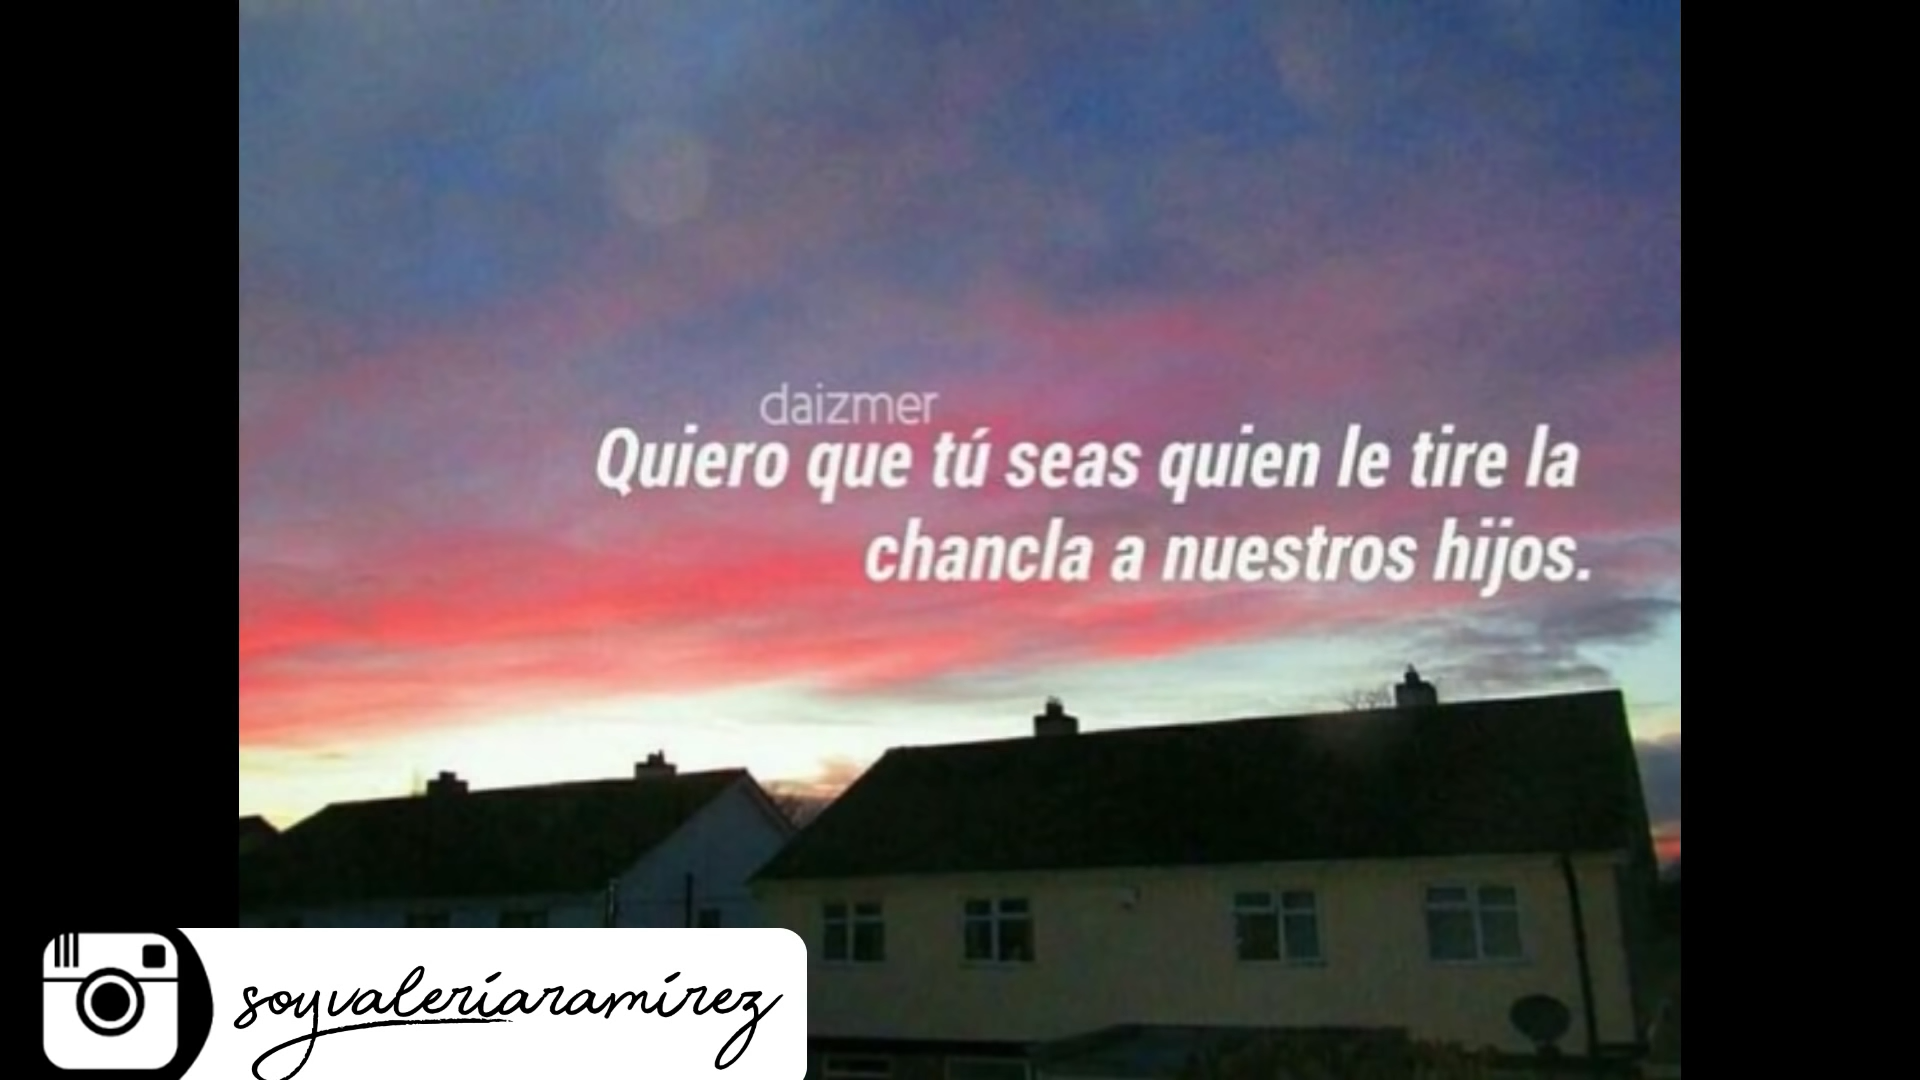 daizmer
Quiero que tú seas quien le tire la
chancla a nuestros hijos.
soyvaleriaramirez